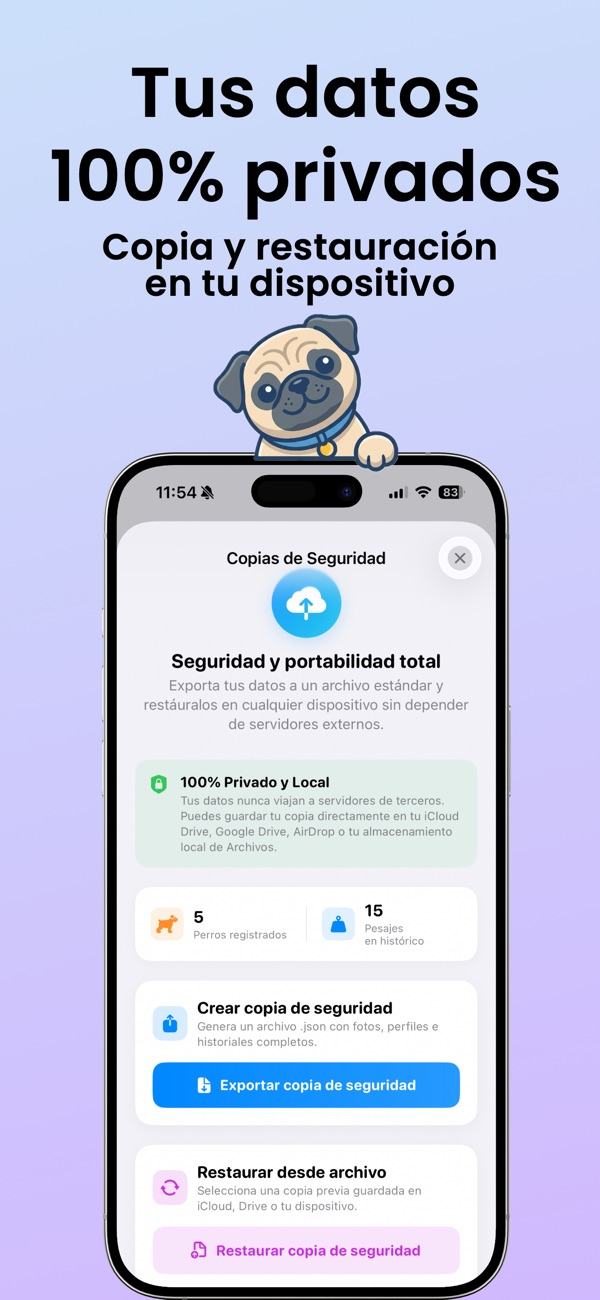 Tus datos
100% privados
Copia y restauración
en tu dispositivo
11:54
83
Copias de Seguridad
Seguridad y portabilidad total
Exporta tus datos a un archivo estándar y
restáuralos en cualquier dispositivo sin depender
de servidores externos.
100% Privado y Local
Tus datos nunca viajan a servidores de terceros.
Puedes guardar tu copia directamente en tu iCloud
Drive, Google Drive, AirDrop o tu almacenamiento
local de Archivos.
5
Perros registrados
15
Pesajes
en histórico
Crear copia de seguridad
Genera un archivo .json con fotos, perfiles e
historiales completos.
Exportar copia de seguridad
Restaurar desde archivo
Selecciona una copia previa guardada en
iCloud, Drive o tu dispositivo.
Restaurar copia de seguridad